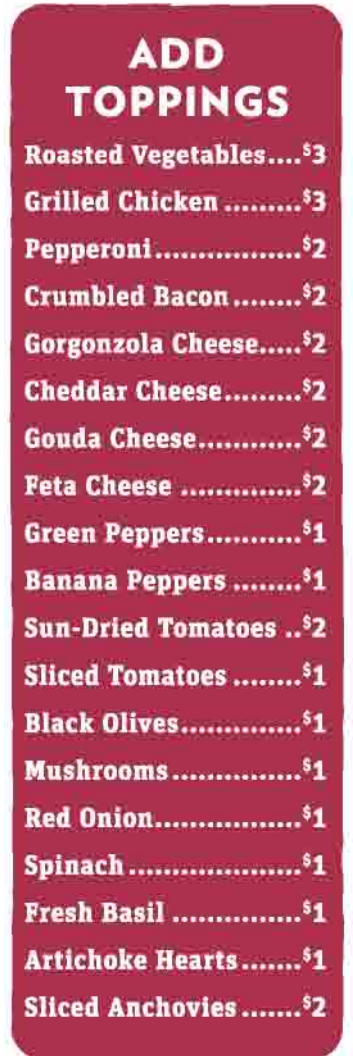 ADD
TOPPINGS
Roasted Vegetables....$3
Grilled Chicken .........$3
Pepperoni.................$2
Crumbled Bacon........$2
Gorgonzola Cheese.....$2
Cheddar Cheese.........$2
Gouda Cheese............$2
Feta Cheese ..............$2
Green Peppers...........$1
Banana Peppers ........$1
Sun-Dried Tomatoes ..$2
Sliced Tomatoes ........$1
Black Olives..............$1
Mushrooms...............$1
Red Onion.................$1
Spinach....................$1
Fresh Basil ...............$1
Artichoke Hearts.......$1
Sliced Anchovies.......$2